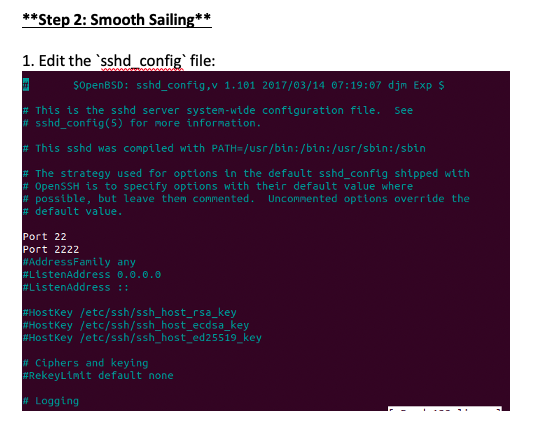 **Step 2: Smooth Sailing**
1. Edit the `sshd_config` file:
# $OpenBSD: sshd_config,v 1.101 2017/03/14 07:19:07 djm Exp $
# This is the sshd server system-wide configuration file. See
# sshd_config(5) for more information.
# This sshd was compiled with PATH=/usr/bin:/bin:/usr/sbin:/sbin
# The strategy used for options in the default sshd_config shipped with
# OpenSSH is to specify options with their default value where
# possible, but leave them commented. Uncommented options override the
# default value.
Port 22
Port 2222
#AddressFamily any
#ListenAddress 0.0.0.0
#ListenAddress ::
#HostKey /etc/ssh/ssh_host_rsa_key
#HostKey /etc/ssh/ssh_host_ecdsa_key
#HostKey /etc/ssh/ssh_host_ed25519_key
# Ciphers and keying
#RekeyLimit default none
# Logging